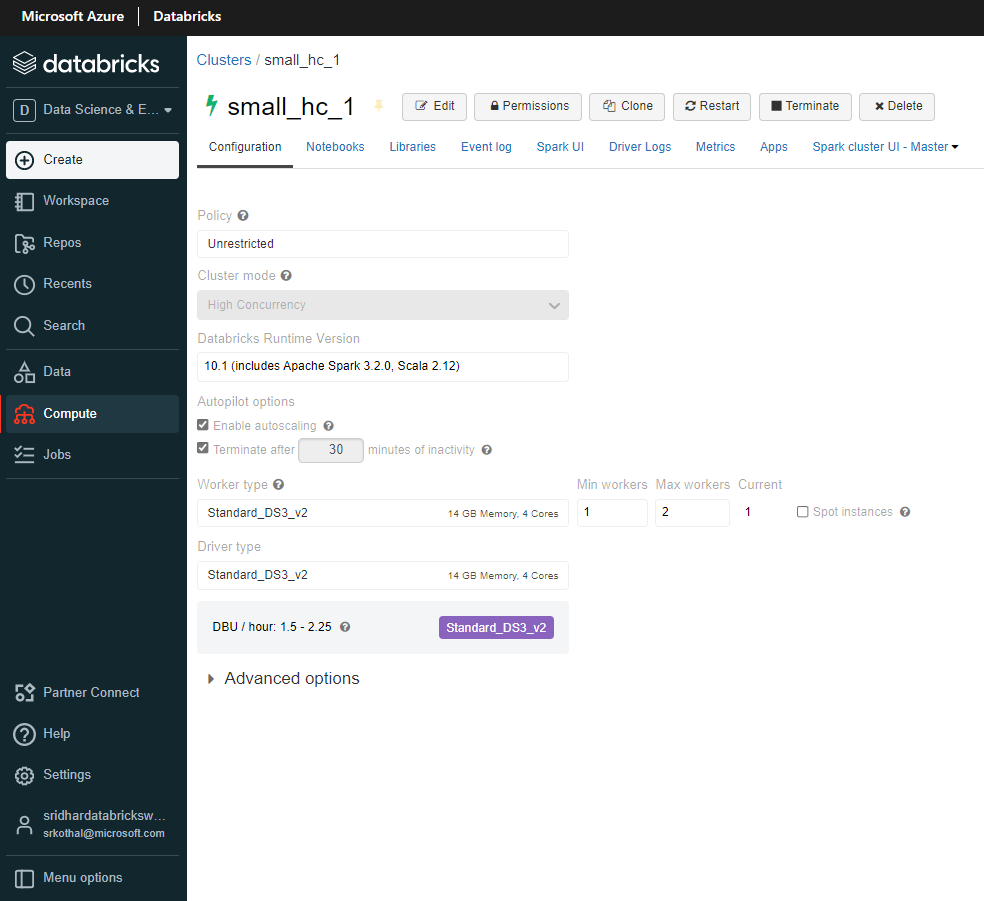 Microsoft Azure | Databricks
databricks
D Data Science & E...
Create
Workspace
Repos
Recents
Search
Data
Compute
Jobs
Partner Connect
Help
Settings
sridhardatabricksw...
srkothal@microsoft.com
Menu options
Clusters / small_hc_1
small_hc_1
Edit Permissions Clone Restart Terminate Delete
Configuration Notebooks Libraries Event log Spark UI Driver Logs Metrics Apps Spark cluster UI - Master
Policy
Unrestricted
Cluster mode
High Concurrency
Databricks Runtime Version
10.1 (includes Apache Spark 3.2.0, Scala 2.12)
Autopilot options
Enable autoscaling
Terminate after 30 minutes of inactivity
Worker type Min workers Max workers Current
Standard_DS3_v2 14 GB Memory, 4 Cores 1 2 1 Spot instances
Driver type
Standard_DS3_v2 14 GB Memory, 4 Cores
DBU / hour: 1.5 - 2.25 Standard_DS3_v2
Advanced options